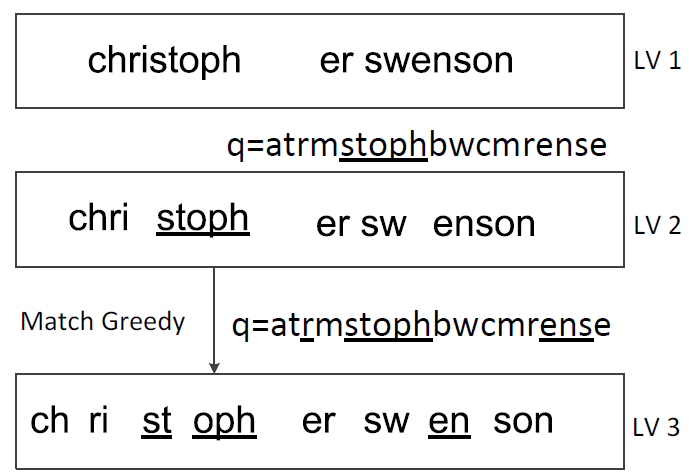 christoph er swenson LV 1
q=atrmstophbwcmrense
chri stoph er sw enson LV 2
Match Greedy q=atrmstophbwcmrense
ch ri st oph er sw en son LV 3